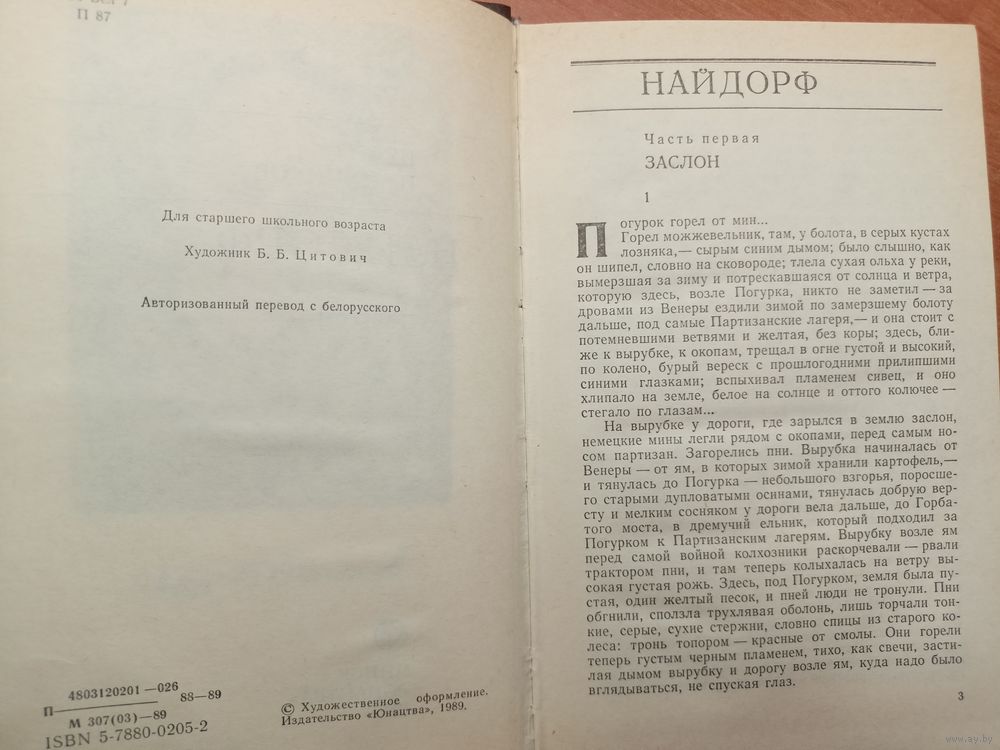 П 87
Для старшего школьного возраста
Художник Б. Б. Цитович
Авторизованный перевод с белорусского
4803120201—026
П
88—89
М 307(03)—89
ISBN 5-7880-0205-2
© Художественное оформление.
Издательство «Юнацтва», 1989.
НАЙДОРФ
Часть первая
ЗАСЛОН
1
Погурок горел от мин...
Горел можжевельник, там, у болота, в серых кустах
лозняка,— сырым синим дымом; было слышно, как
он шипел, словно на сковороде; тлела сухая ольха у реки,
вымерзшая за зиму и потрескавшаяся от солнца и ветра,
которую здесь, возле Погурка, никто не заметил — за
дровами из Венеры ездили зимой по замерзшему болоту
дальше, под самые Партизанские лагеря,— и она стоит с
потемневшими ветвями и желтая, без коры; здесь, бли-
же к вырубке, к окопам, трещал в огне густой и высокий,
по колено, бурый вереск с прошлогодними прилипшими
синими глазками; вспыхивал пламенем сивец, и оно
хлипало на земле, белое на солнце и оттого колючее —
стегало по глазам...
На вырубке у дороги, где зарылся в землю заслон,
немецкие мины легли рядом с окопами, перед самым но-
сом партизан. Загорелись пни. Вырубка начиналась от
Венеры — от ям, в которых зимой хранили картофель,—
и тянулась до Погурка — небольшого взгорья, поросше-
го старыми дупловатыми осинами, тянулась добрую вер-
сту и мелким сосняком у дороги вела дальше, до Горба-
того моста, в дремучий ельник, который подходил за
Погурком к Партизанским лагерям. Вырубку возле ям
перед самой войной колхозники раскорчевали — рвали
трактором пни, и там теперь колыхалась на ветру вы-
сокая густая рожь. Здесь, под Погурком, земля была пу-
стая, один желтый песок, и пней люди не тронули. Пни
обгнили, сползла трухлявая оболонь, лишь торчали тон-
кие, серые, сухие стержни, словно спицы из старого ко-
леса: тронь топором — красные от смолы. Они горели
теперь густым черным пламенем, тихо, как свечи, засти-
лая дымом вырубку и дорогу возле ям, куда надо было
вглядываться, не спуская глаз.
3
www.ay.by